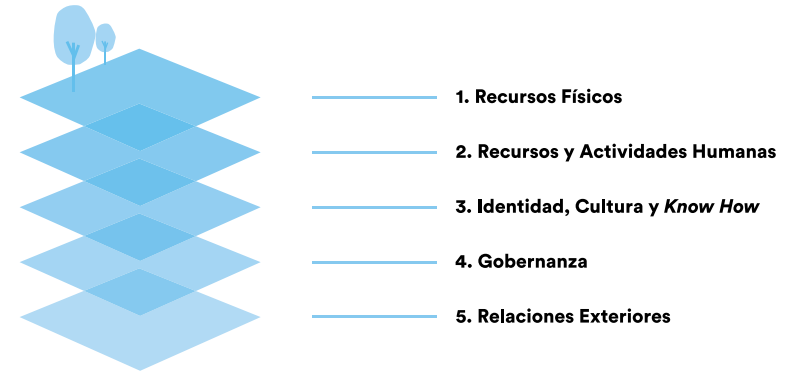 1. Recursos Físicos
2. Recursos y Actividades Humanas
3. Identidad, Cultura y Know How
4. Gobernanza
5. Relaciones Exteriores